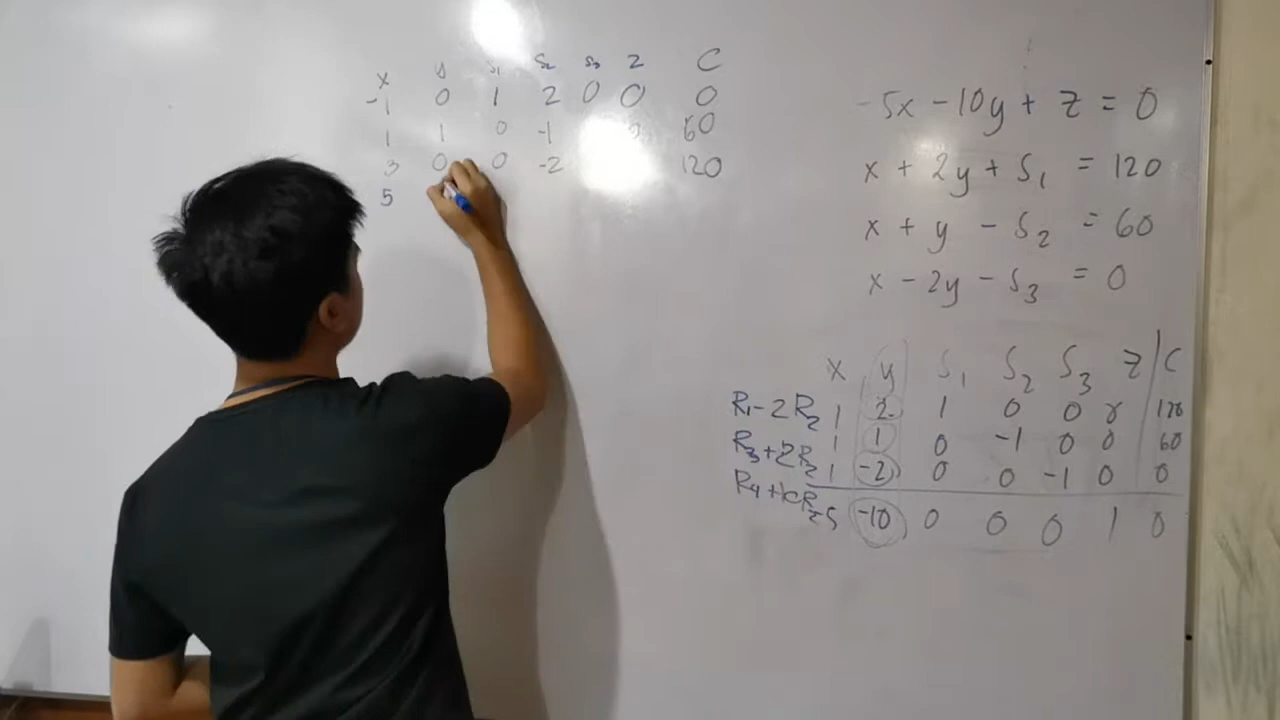 x y S1 S2 S3 Z C
-1 0 1 2 0 0 0
1 1 0 -1 60
3 0 0 -2 120
5
-5x - 10y + Z = 0
x + 2y + S1 = 120
x + y - S2 = 60
x - 2y - S3 = 0
x y S1 S2 S3 Z C
R1-2R2 1 2 1 0 0 0 120
R3+2R2 1 1 0 -1 0 0 60
R4+10R2 1 -2 0 0 -1 0 0
-5 -10 0 0 0 1 0